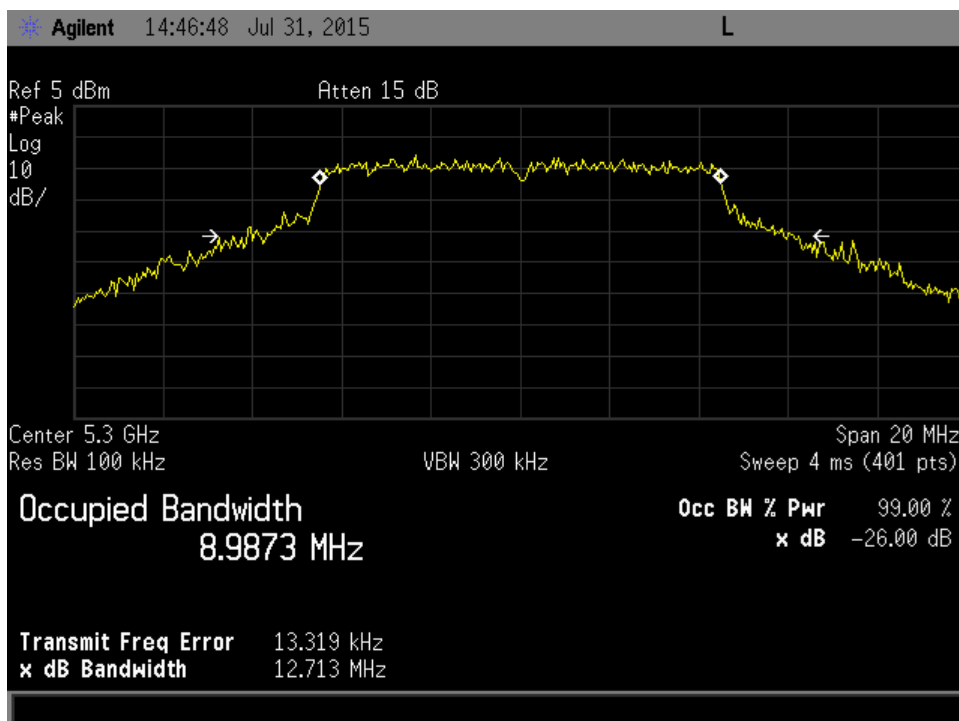 Agilent 14:46:48 Jul 31, 2015 L
Ref 5 dBm Atten 15 dB
#Peak
Log
10
dB/
Center 5.3 GHz Span 20 MHz
Res BW 100 kHz VBW 300 kHz Sweep 4 ms (401 pts)
Occupied Bandwidth Occ BW % Pwr 99.00 %
8.9873 MHz x dB -26.00 dB
Transmit Freq Error 13.319 kHz
x dB Bandwidth 12.713 MHz